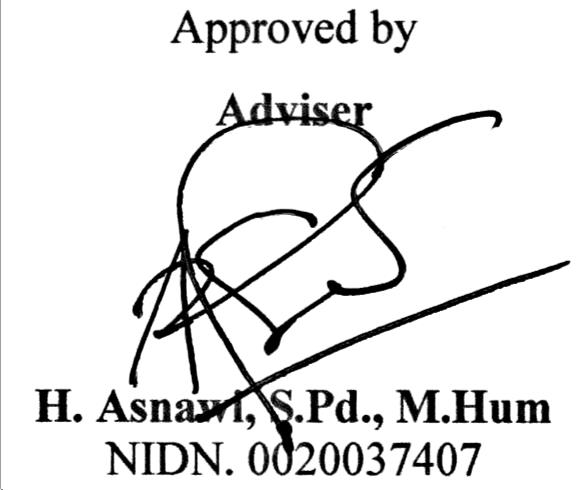 Approved by
Adviser
H. Asnawi, S.Pd., M.Hum
NIDN. 0020037407